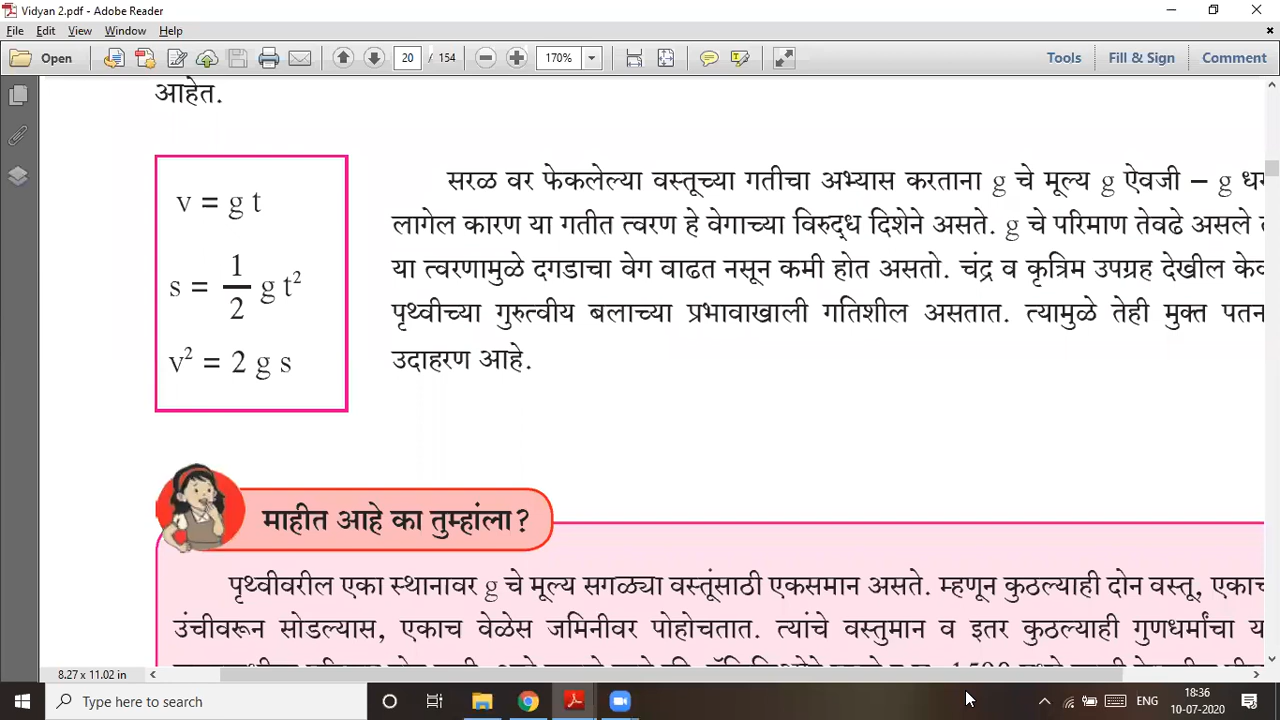 Vidyan 2.pdf - Adobe Reader
File Edit View Window Help
Open 20 / 154 170% Tools Fill & Sign Comment
आहेत.
v = g t
s = 1/2 g t²
v² = 2 g s
सरळ वर फेकलेल्या वस्तूच्या गतीचा अभ्यास करताना g चे मूल्य g ऐवजी – g
लागेल कारण या गतीत त्वरण हे वेगाच्या विरुद्ध दिशेने असते. g चे परिमाण तेवढे असले
या त्वरणामुळे दगडाचा वेग वाढत नसून कमी होत असतो. चंद्र व कृत्रिम उपग्रह देखील
पृथ्वीच्या गुरुत्वीय बलाच्या प्रभावाखाली गतिशील असतात. त्यामुळे तेही मुक्त
उदाहरण आहे.
माहीत आहे का तुम्हांला?
पृथ्वीवरील एका स्थानावर g चे मूल्य सगळ्या वस्तूंसाठी एकसमान असते. म्हणून कुठल्याही दोन वस्तू,
उंचीवरून सोडल्यास, एकाच वेळेस जमिनीवर पोहोचतात. त्यांचे वस्तुमान व इतर कुठल्याही गुणधर्मांचा
8.27 x 11.02 in
Type here to search
ENG
18:36
10-07-2020